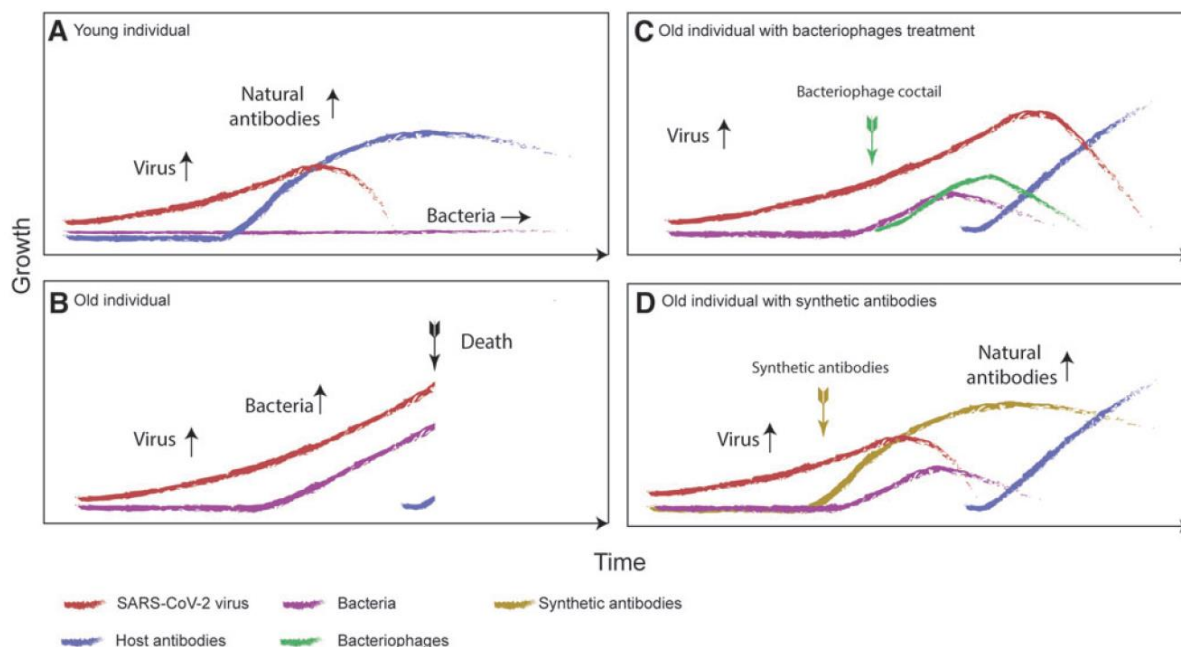 A Young individual
Natural
antibodies
Virus
Bacteria
B Old individual
Death
Bacteria
Virus
C Old individual with bacteriophages treatment
Bacteriophage coctail
Virus
D Old individual with synthetic antibodies
Natural
antibodies
Synthetic antibodies
Virus
Growth
Time
SARS-CoV-2 virus
Bacteria
Synthetic antibodies
Host antibodies
Bacteriophages